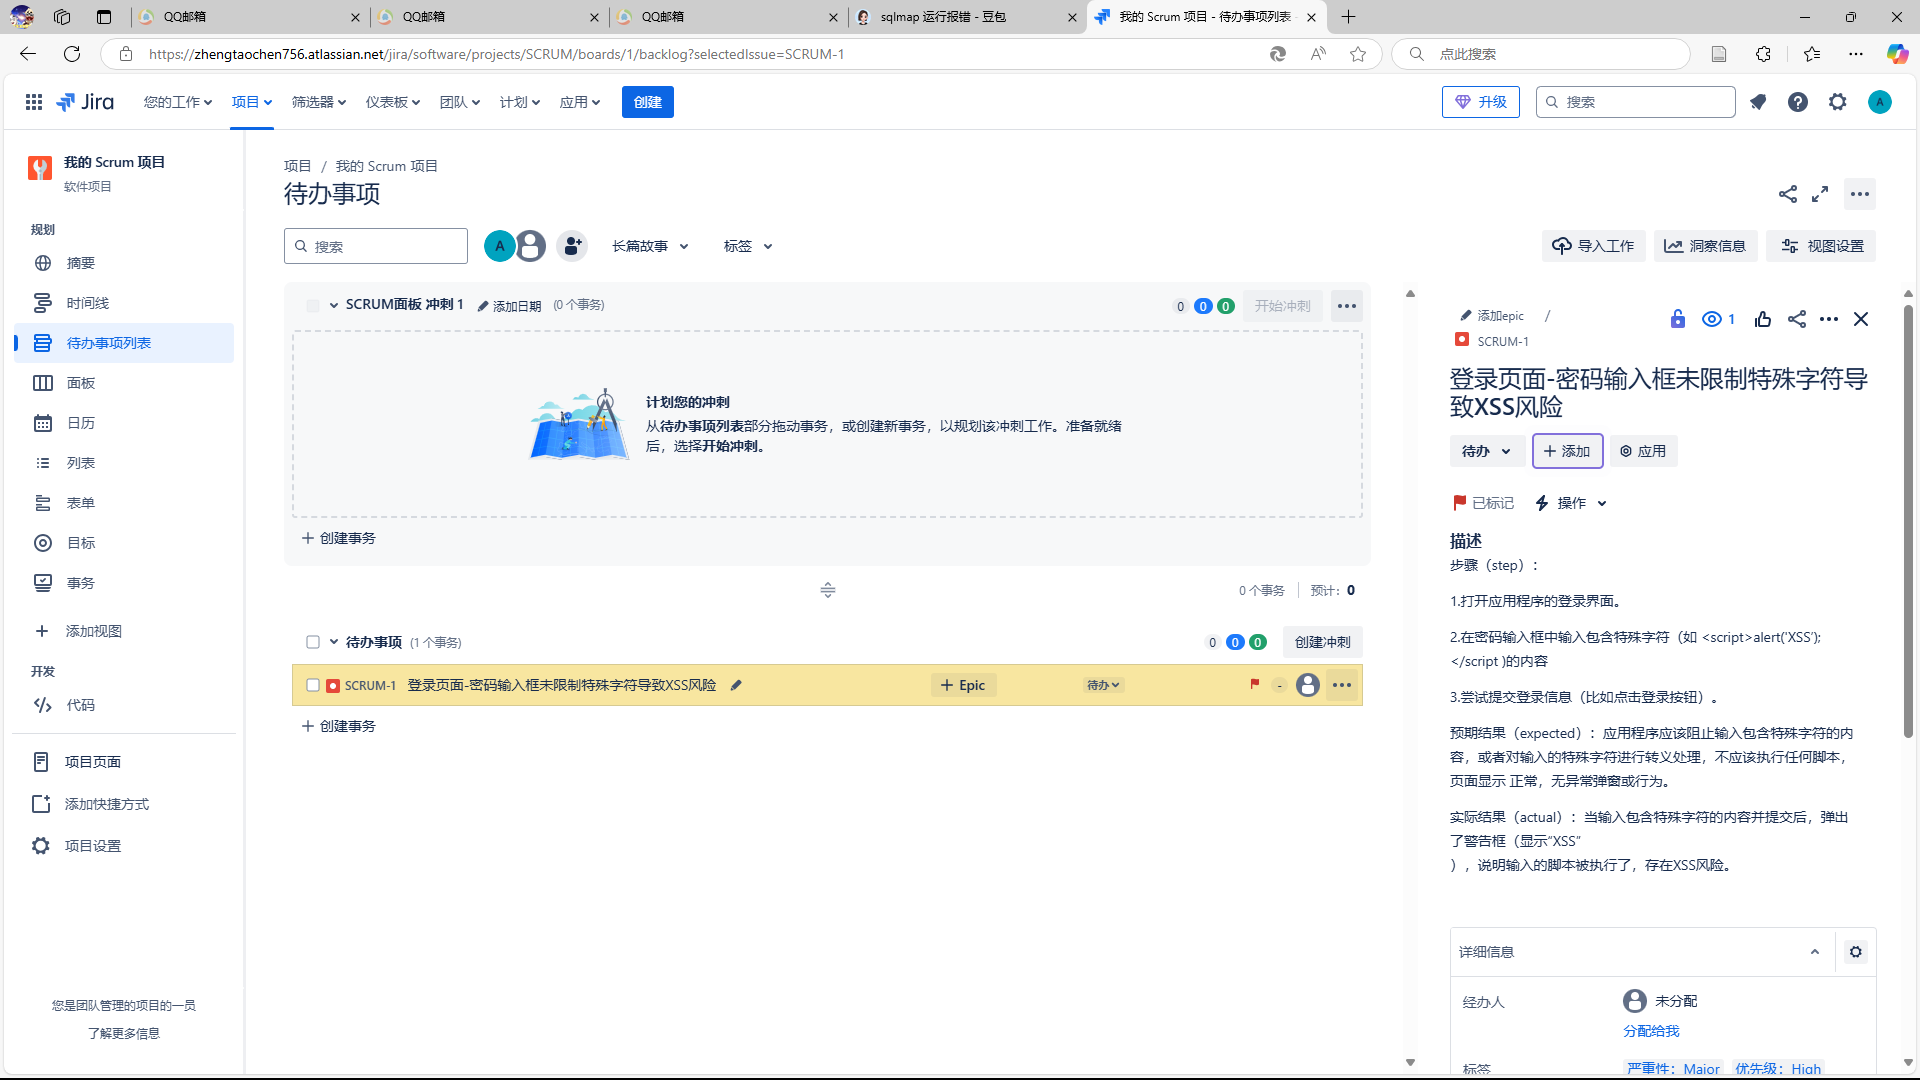 QQ邮箱
QQ邮箱
QQ邮箱
sqlmap 运行报错 - 豆包
我的 Scrum 项目 - 待办事项列表 -
https://zhengtaochen756.atlassian.net/jira/software/projects/SCRUM/boards/1/backlog?selectedIssue=SCRUM-1
点此搜索
Jira
您的工作
项目
筛选器
仪表板
团队
计划
应用
创建
升级
搜索
A
我的 Scrum 项目
软件项目
规划
摘要
时间线
待办事项列表
面板
日历
列表
表单
目标
事务
添加视图
开发
代码
项目页面
添加快捷方式
项目设置
您是团队管理的项目的一员
了解更多信息
项目 / 我的 Scrum 项目
待办事项
搜索
A
长篇故事
标签
导入工作
洞察信息
视图设置
SCRUM面板 冲刺 1
添加日期
(0 个事务)
0 0 0
开始冲刺
计划您的冲刺
从待办事项列表部分拖动事务，或创建新事务，以规划该冲刺工作。准备就绪
后，选择开始冲刺。
创建事务
0 个事务
预计：0
待办事项
(1 个事务)
0 0 0
创建冲刺
SCRUM-1
登录页面-密码输入框未限制特殊字符导致XSS风险
Epic
待办
-
创建事务
添加epic /
SCRUM-1
1
登录页面-密码输入框未限制特殊字符导
致XSS风险
待办
添加
应用
已标记
操作
描述
步骤（step）：
1.打开应用程序的登录界面。
2.在密码输入框中输入包含特殊字符（如 <script>alert('XSS');
</script )的内容
3.尝试提交登录信息（比如点击登录按钮）。
预期结果（expected）：应用程序应该阻止输入包含特殊字符的内
容，或者对输入的特殊字符进行转义处理，不应该执行任何脚本，
页面显示 正常，无异常弹窗或行为。
实际结果（actual）：当输入包含特殊字符的内容并提交后，弹出
了警告框（显示“XSS”
），说明输入的脚本被执行了，存在XSS风险。
详细信息
经办人
未分配
分配给我
标签
严重性：Major
优先级：High